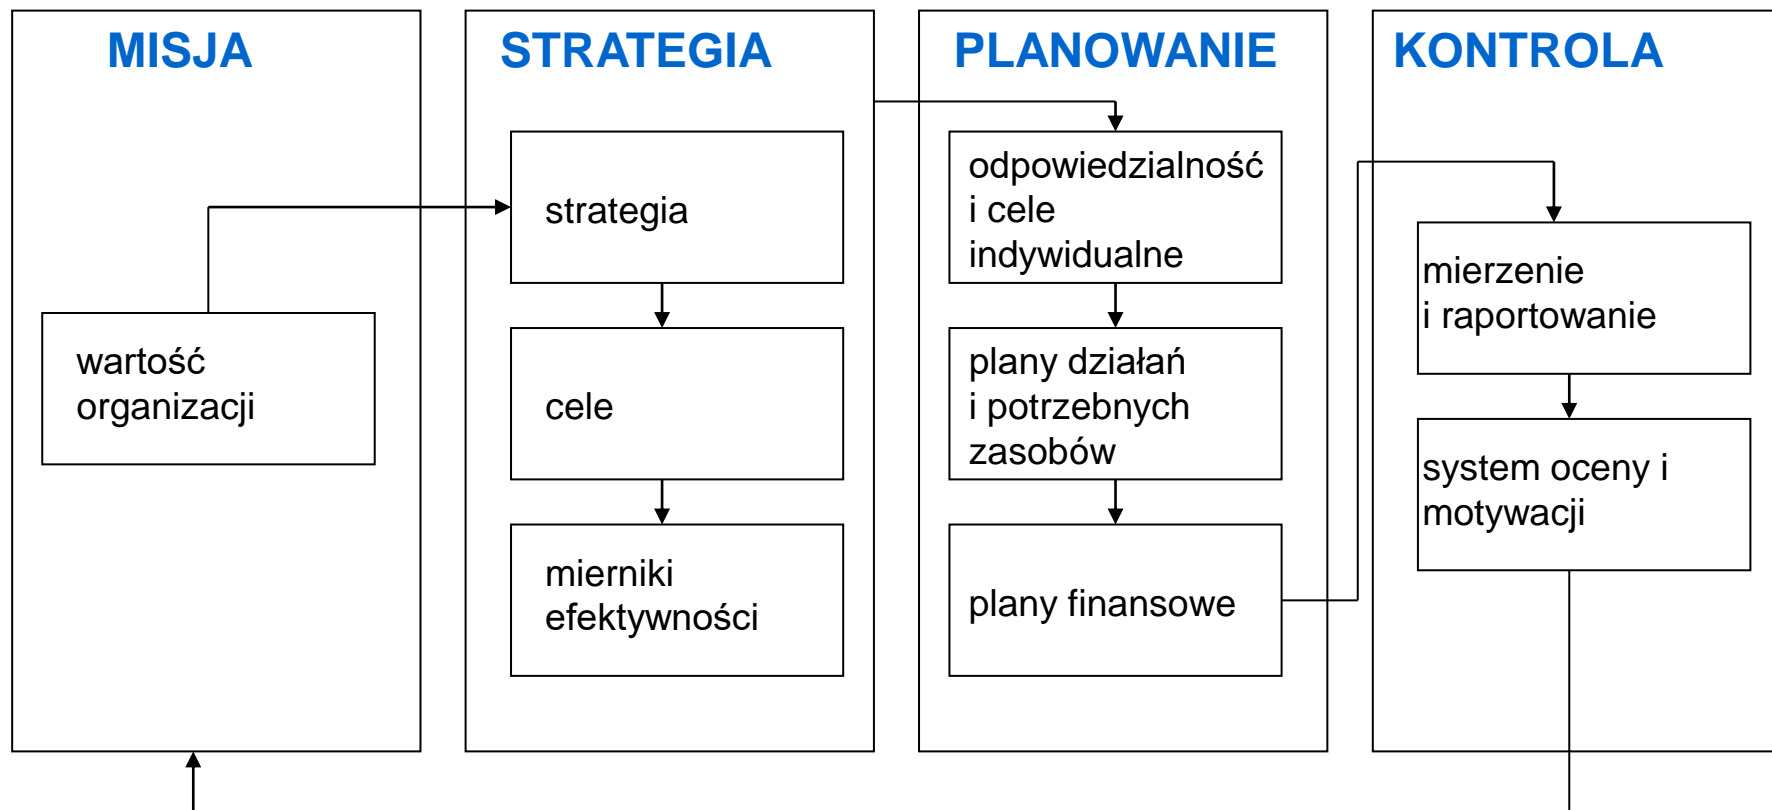 MISJA
wartość
organizacji
STRATEGIA
strategia
cele
mierniki
efektywności
PLANOWANIE
odpowiedzialność
i cele
indywidualne
plany działań
i potrzebnych
zasobów
plany finansowe
KONTROLA
mierzenie
i raportowanie
system oceny i
motywacji